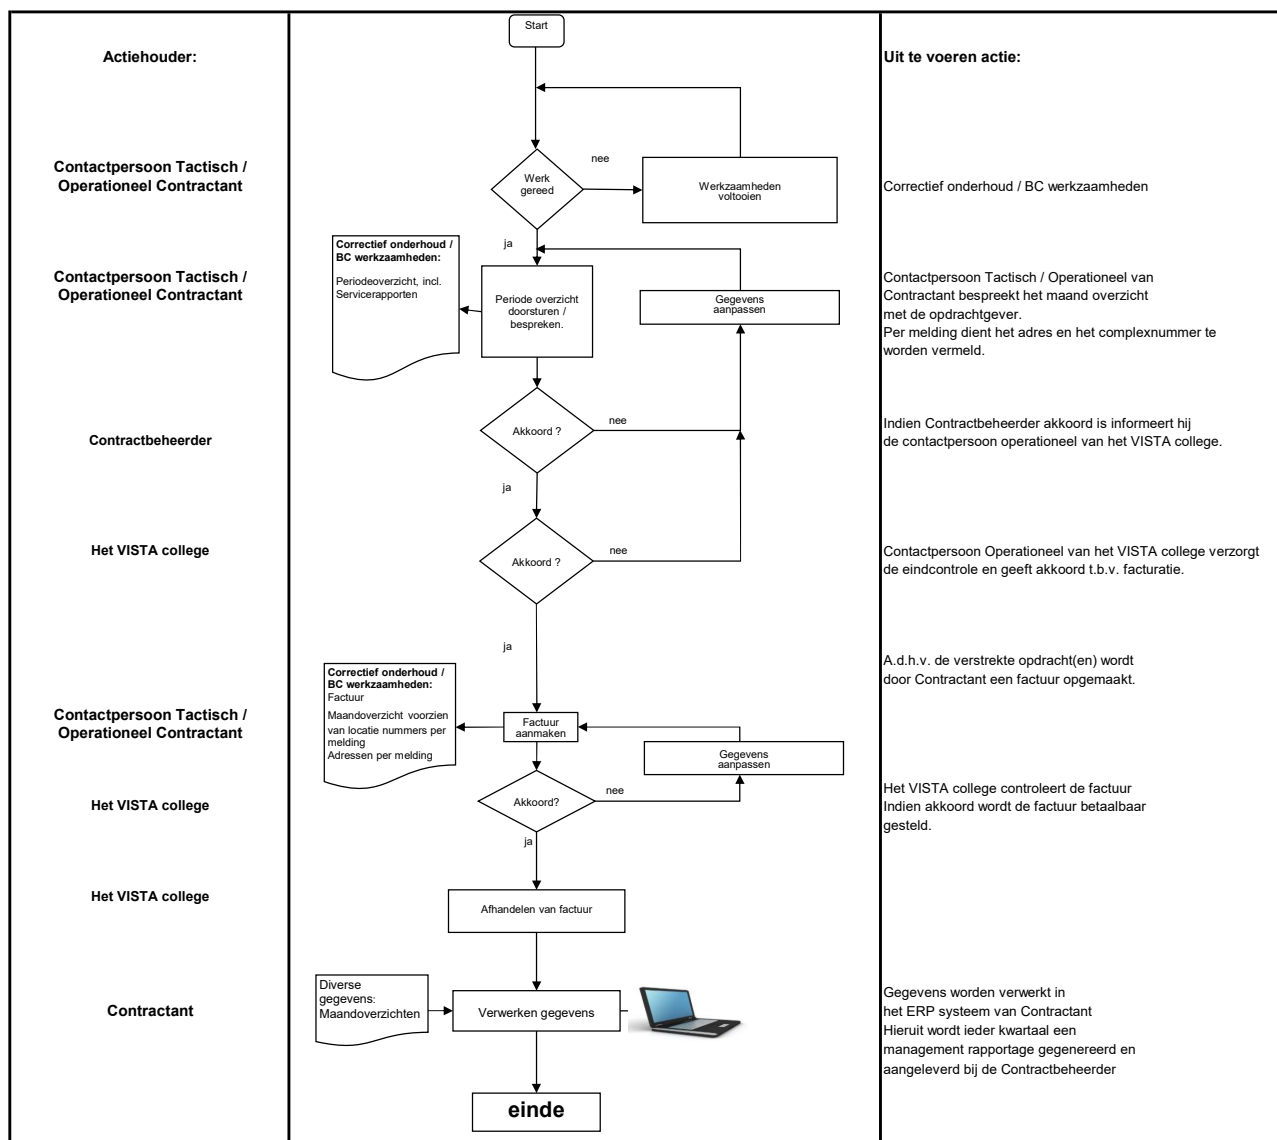 Start
Actiehouder:
Uit te voeren actie:
Contactpersoon Tactisch /
Operationeel Contractant
Werk
gereed
nee
Werkzaamheden
voltooien
Correctief onderhoud / BC werkzaamheden
ja
Contactpersoon Tactisch /
Operationeel Contractant
Correctief onderhoud /
BC werkzaamheden:
Periodeoverzicht, incl.
Servicerapporten
Periode overzicht
doorsturen /
bespreken.
Gegevens
aanpassen
Contactpersoon Tactisch / Operationeel van
Contractant bespreekt het maand overzicht
met de opdrachtgever.
Per melding dient het adres en het complexnummer te
worden vermeld.
Contractbeheerder
Akkoord ?
nee
Indien Contractbeheerder akkoord is informeert hij
de contactpersoon operationeel van het VISTA college.
ja
Het VISTA college
Akkoord ?
nee
Contactpersoon Operationeel van het VISTA college verzorgt
de eindcontrole en geeft akkoord t.b.v. facturatie.
ja
A.d.h.v. de verstrekte opdracht(en) wordt
door Contractant een factuur opgemaakt.
Correctief onderhoud /
BC werkzaamheden:
Factuur
Maandoverzicht voorzien
van locatie nummers per
melding
Adressen per melding
Contactpersoon Tactisch /
Operationeel Contractant
Factuur
aanmaken
Gegevens
aanpassen
Het VISTA college
Akkoord?
nee
Het VISTA college controleert de factuur
Indien akkoord wordt de factuur betaalbaar
gesteld.
ja
Het VISTA college
Afhandelen van factuur
Contractant
Diverse
gegevens:
Maandoverzichten
Verwerken gegevens
Gegevens worden verwerkt in
het ERP systeem van Contractant
Hieruit wordt ieder kwartaal een
management rapportage gegenereerd en
aangeleverd bij de Contractbeheerder
einde